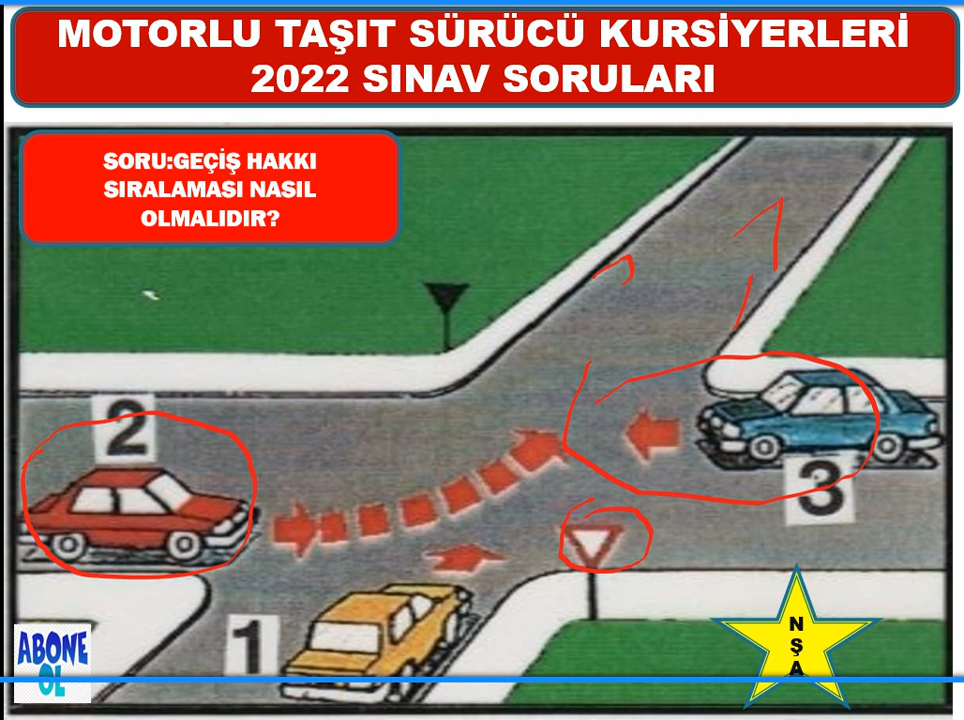 MOTORLU TAŞIT SÜRÜCÜ KURSİYERLERİ
2022 SINAV SORULARI
SORU:GEÇİŞ HAKKI
SIRALAMASI NASIL
OLMALIDIR?
2
3
1
ABONE
OL
N
Ş
A